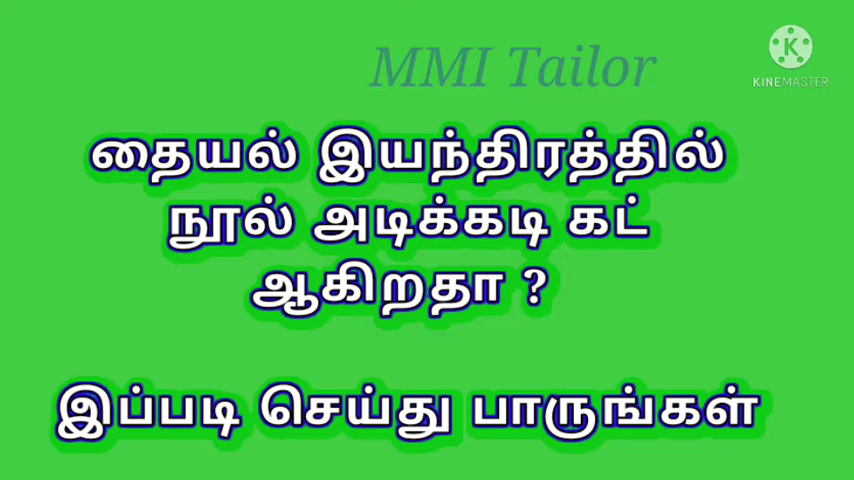 MMI Tailor
KINEMASTER
தையல் இயந்திரத்தில்
நூல் அடிக்கடி கட்
ஆகிறதா ?
இப்படி செய்து பாருங்கள்